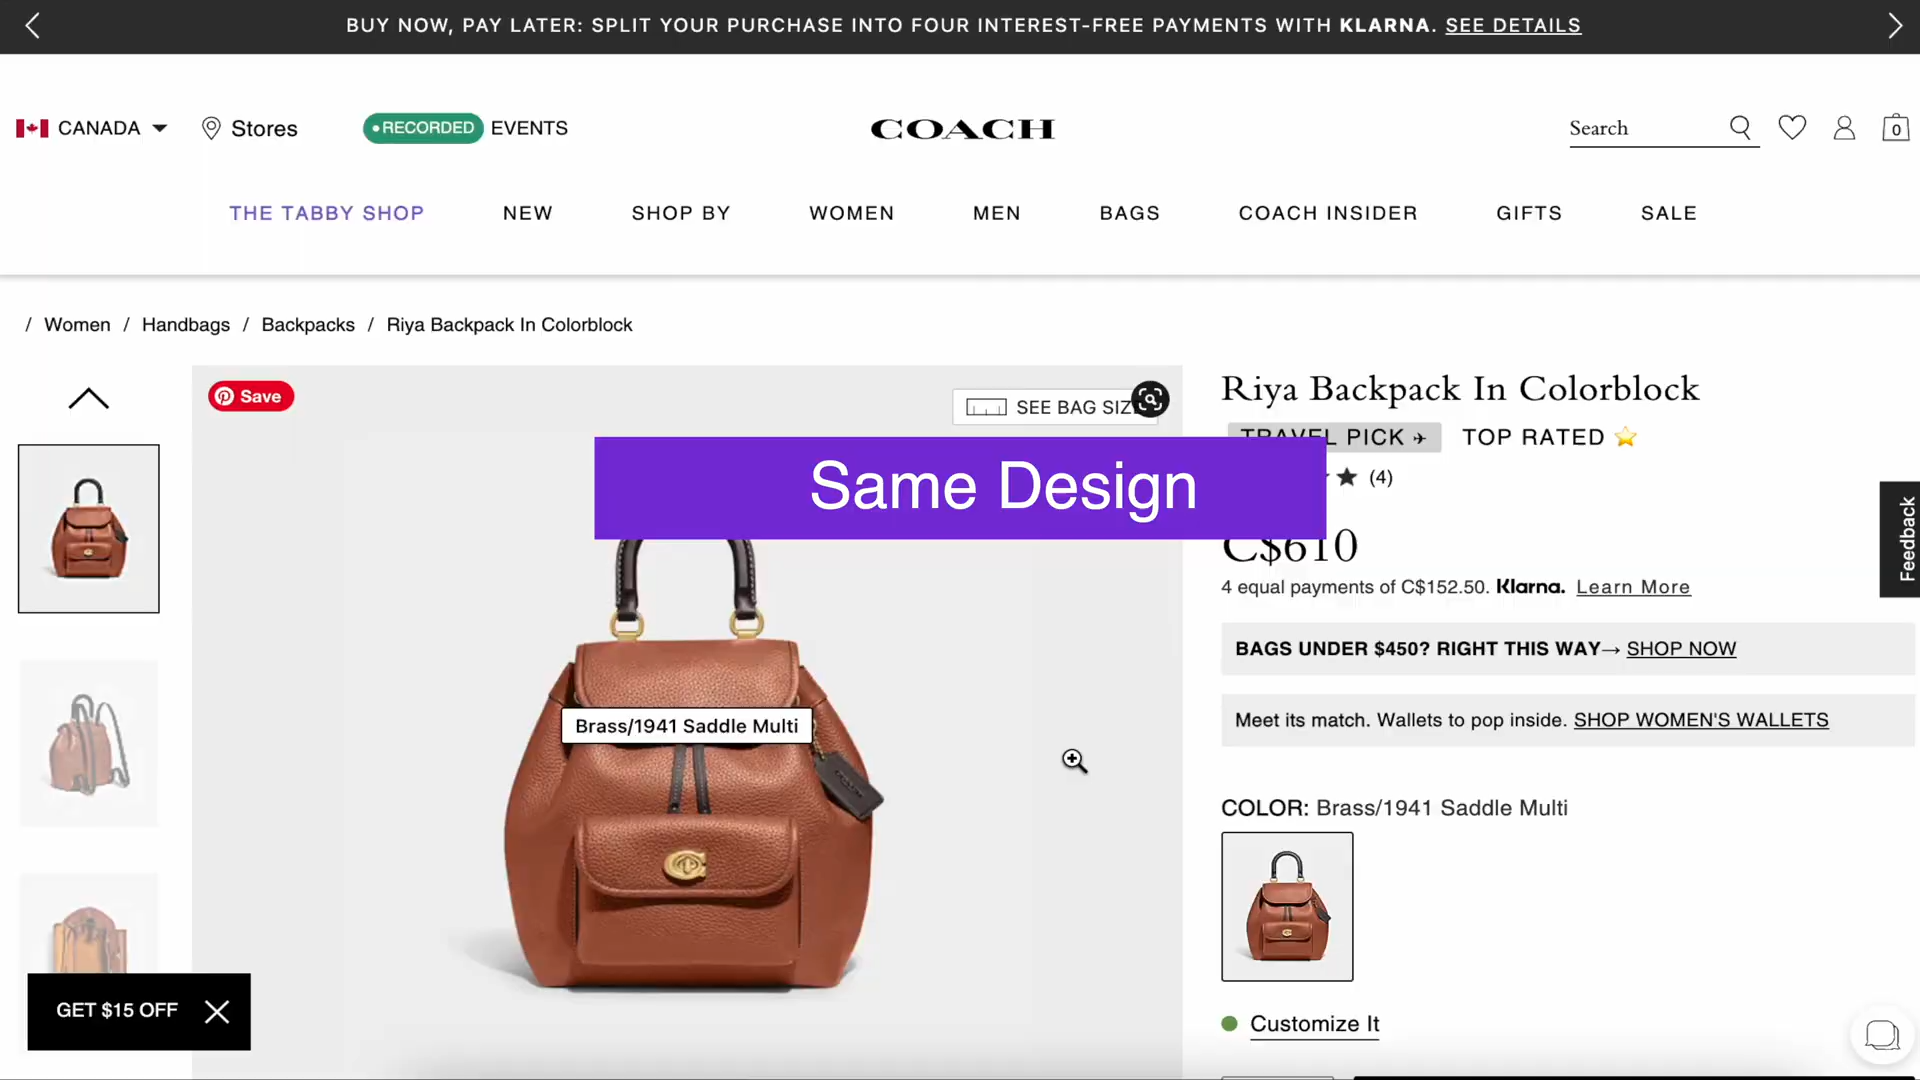 BUY NOW, PAY LATER: SPLIT YOUR PURCHASE INTO FOUR INTEREST-FREE PAYMENTS WITH KLARNA. SEE DETAILS
CANADA
Stores
•RECORDED EVENTS
COACH
Search
0
THE TABBY SHOP
NEW
SHOP BY
WOMEN
MEN
BAGS
COACH INSIDER
GIFTS
SALE
/ Women / Handbags / Backpacks / Riya Backpack In Colorblock
Save
SEE BAG SIZE
Riya Backpack In Colorblock
TRAVEL PICK ✈
TOP RATED ⭐
Same Design
★ (4)
C$610
4 equal payments of C$152.50. Klarna. Learn More
Feedback
BAGS UNDER $450? RIGHT THIS WAY→ SHOP NOW
Meet its match. Wallets to pop inside. SHOP WOMEN'S WALLETS
Brass/1941 Saddle Multi
COLOR: Brass/1941 Saddle Multi
GET $15 OFF
Customize It